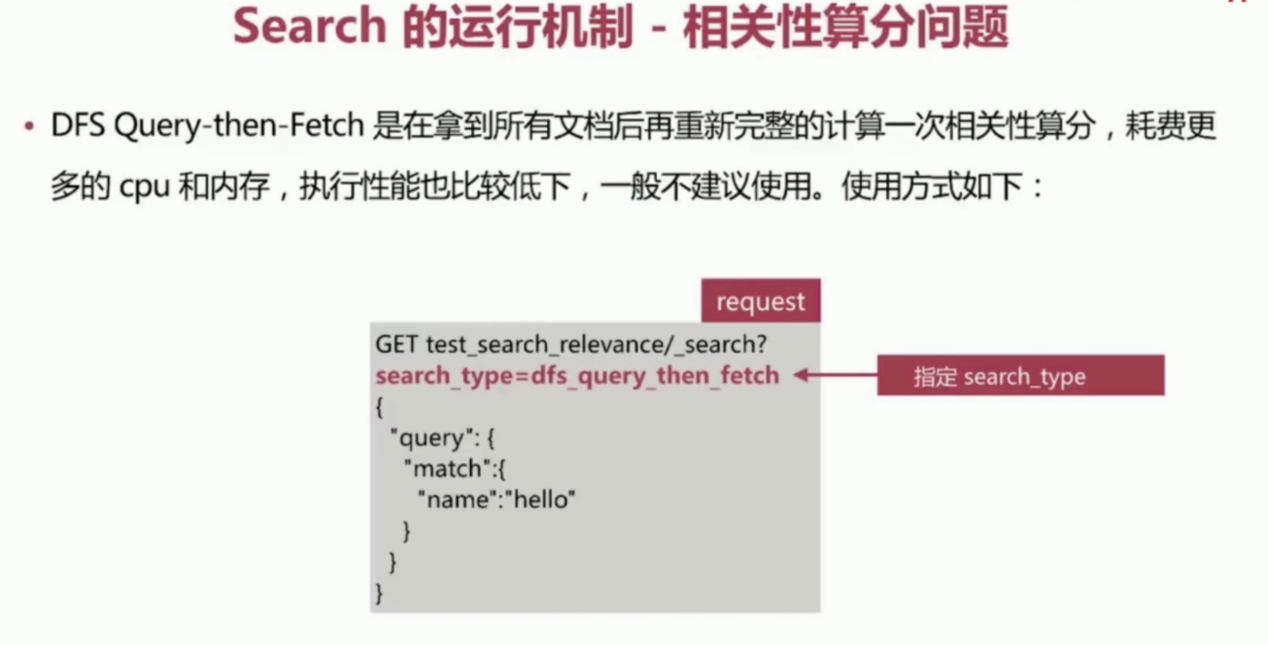 Search 的运行机制 - 相关性算分问题
• DFS Query-then-Fetch 是在拿到所有文档后再重新完整的计算一次相关性算分，耗费更
多的 cpu 和内存，执行性能也比较低下，一般不建议使用。使用方式如下：
request
GET test_search_relevance/_search?
search_type=dfs_query_then_fetch
指定 search_type
{
"query": {
"match":{
"name":"hello"
}
}
}